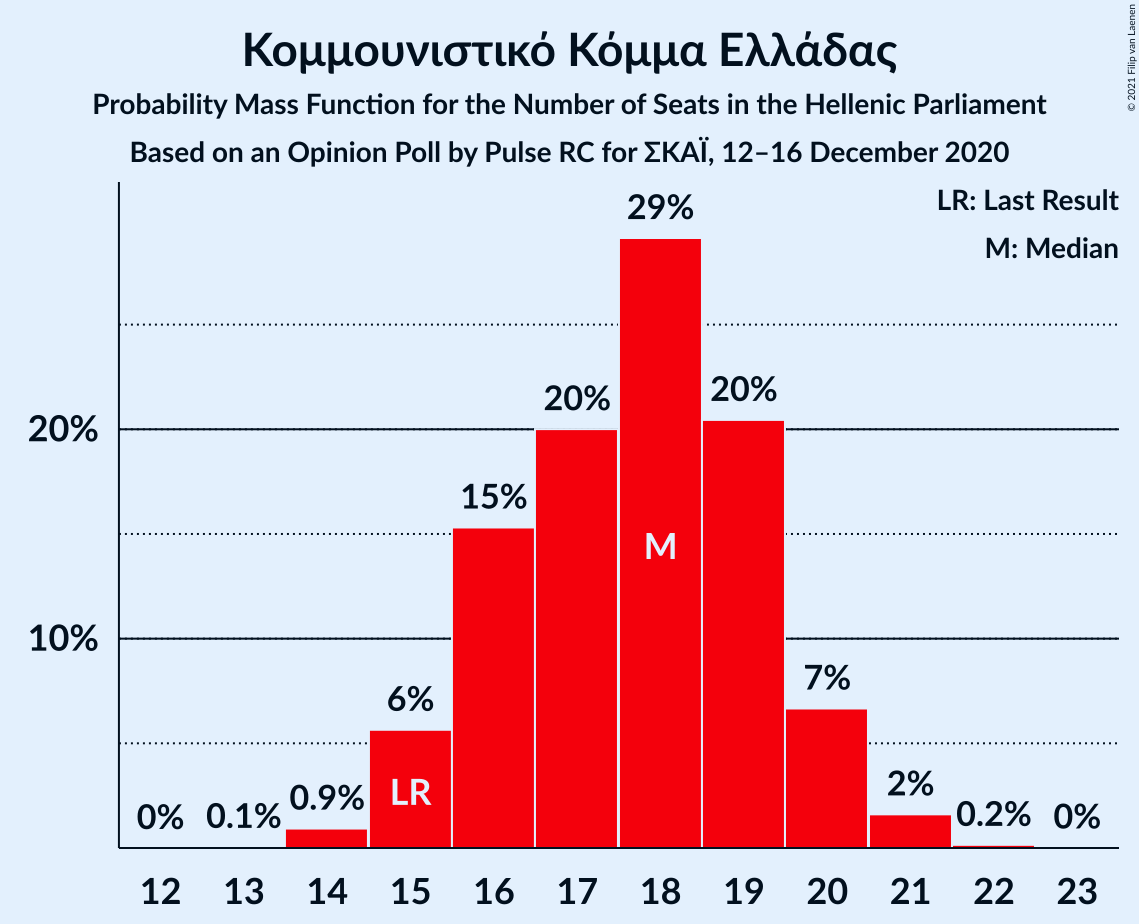 Κομμουνιστικό Κόμμα Ελλάδας
Probability Mass Function for the Number of Seats in the Hellenic Parliament
Based on an Opinion Poll by Pulse RC for ΣΚΑΪ, 12–16 December 2020
© 2021 Filip van Laenen
LR: Last Result
M: Median
20%
10%
0%
0.1%
0.9%
6%
15%
20%
29%
20%
7%
2%
0.2%
0%
LR
M
12 13 14 15 16 17 18 19 20 21 22 23